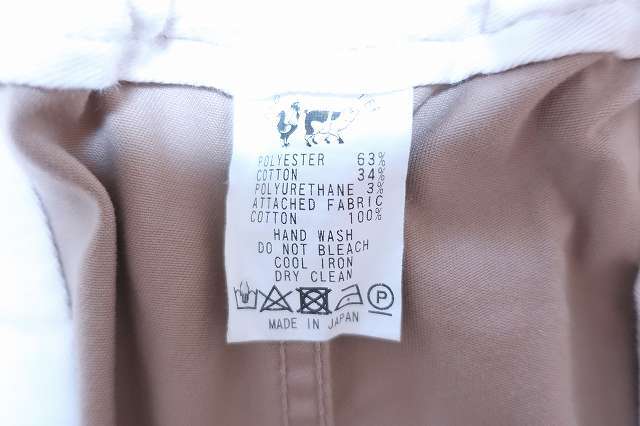 POLYESTER 63%
COTTON 34%
POLYURETHANE 3%
ATTACHED FABRIC
COTTON 100%
HAND WASH
DO NOT BLEACH
COOL IRON
DRY CLEAN
P
MADE IN JAPAN